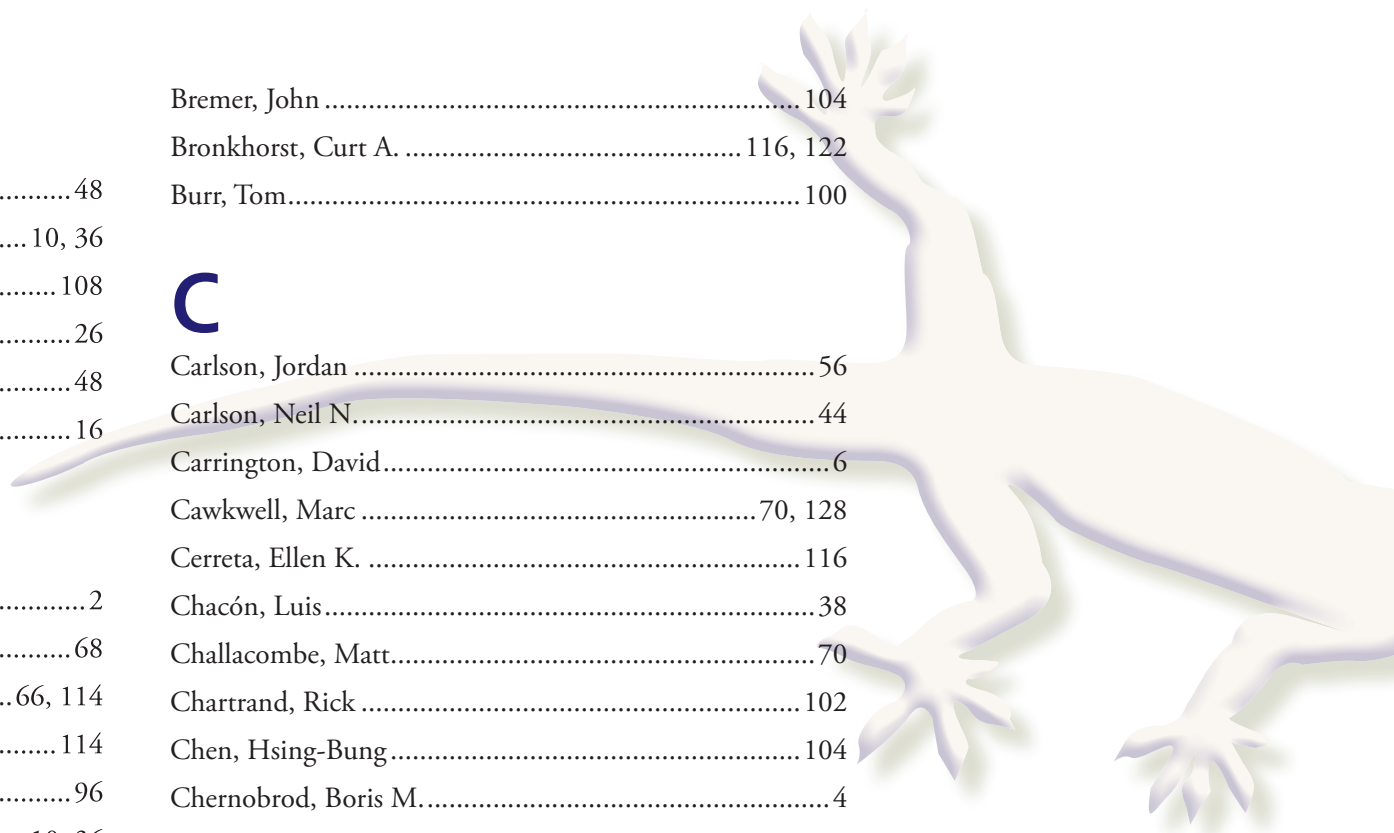 48
10, 36
108
26
48
16
2
68
66, 114
114
96
Bremer, John 104
Bronkhorst, Curt A. 116, 122
Burr, Tom 100
C
Carlson, Jordan 56
Carlson, Neil N. 44
Carrington, David 6
Cawkwell, Marc 70, 128
Cerreta, Ellen K. 116
Chacón, Luis 38
Challacombe, Matt 70
Chartrand, Rick 102
Chen, Hsing-Bung 104
Chernobrod, Boris M. 4